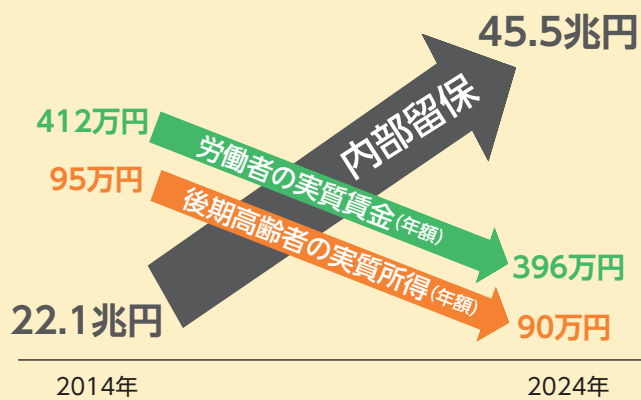 45.5兆円
内部留保
412万円
労働者の実質賃金(年額)
95万円
後期高齢者の実質所得(年額)
396万円
22.1兆円
90万円
2014年
2024年